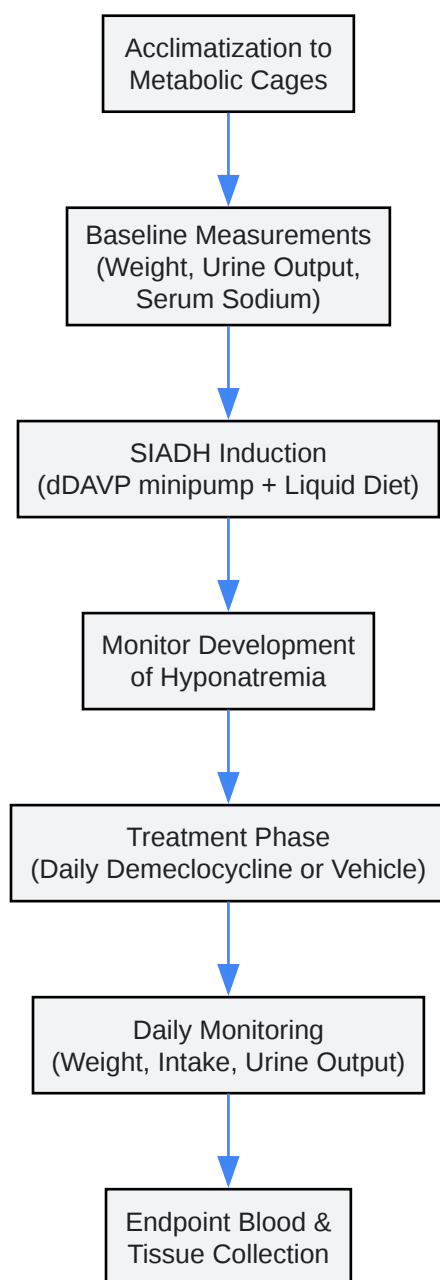 Acclimatization to
Metabolic Cages
Baseline Measurements
(Weight, Urine Output,
Serum Sodium)
SIADH Induction
(dDAVP minipump + Liquid Diet)
Monitor Development
of Hyponatremia
Treatment Phase
(Daily Demeclocycline or Vehicle)
Daily Monitoring
(Weight, Intake, Urine Output)
Endpoint Blood &
Tissue Collection